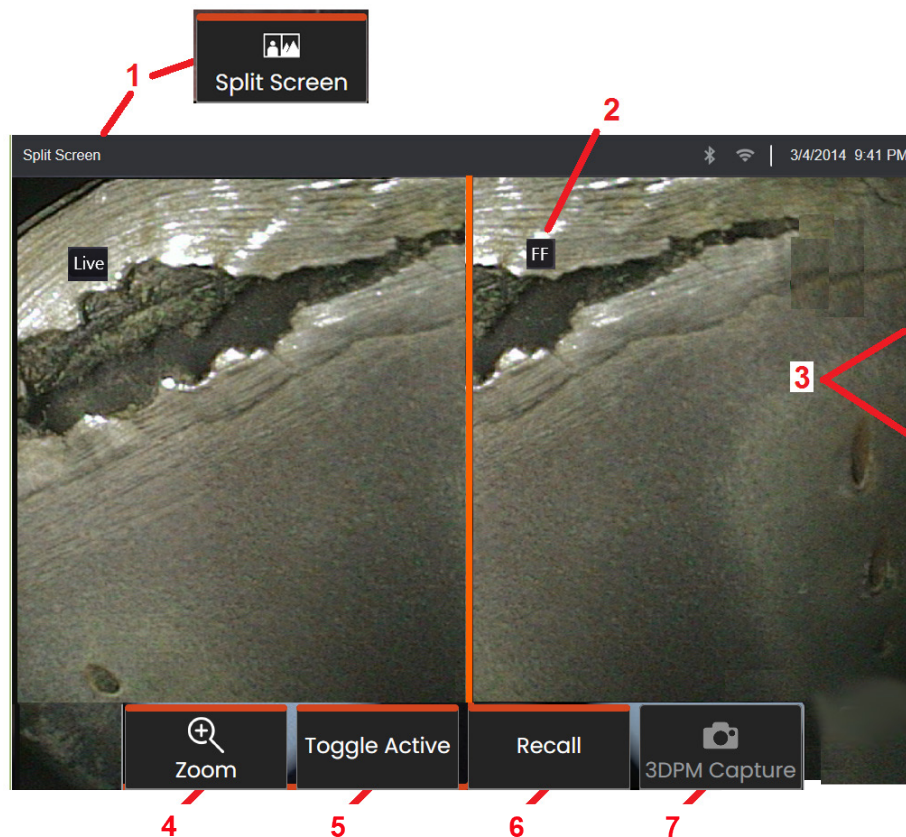 Split Screen
1
2
Split Screen
3/4/2014 9:41 PM
Live
FF
3
Zoom
Toggle Active
Recall
3DPM Capture
4
5
6
7